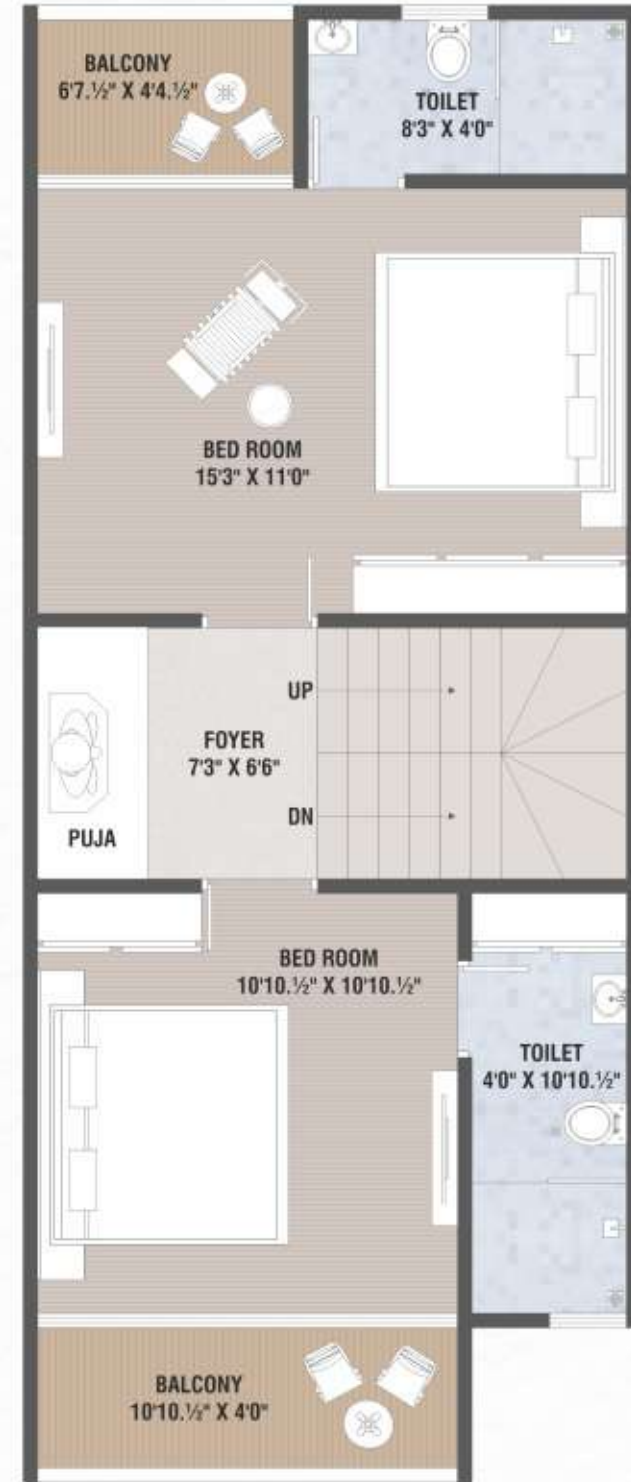 BALCONY
6'7.½" X 4'4.½"
TOILET
8'3" X 4'0"
BED ROOM
15'3" X 11'0"
UP
FOYER
7'3" X 6'6"
DN
PUJA
BED ROOM
10'10.½" X 10'10.½"
TOILET
4'0" X 10'10.½"
BALCONY
10'10.½" X 4'0"